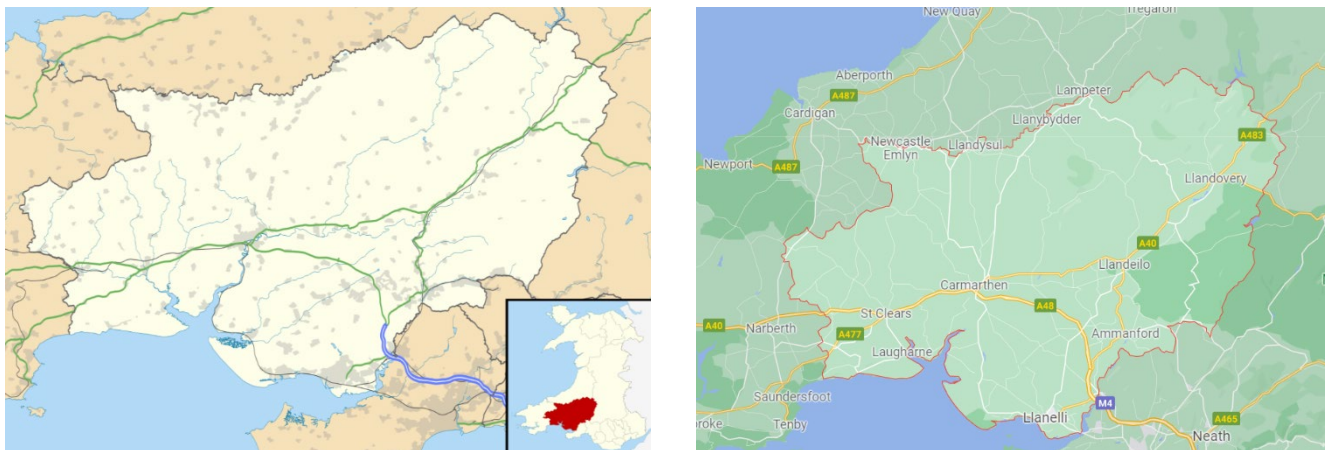 New Quay
Tregaron
Aberporth
A487
Cardigan
Lampeter
Llanybydder
Newcastle
Emlyn
Llandysul
A483
Newport
A487
Llandovery
A40
Llandeilo
Carmarthen
A48
St Clears
A40
Narberth
A477
Ammanford
Laugharne
Saundersfoot
M4
Llanelli
A465
broke
Tenby
Neath